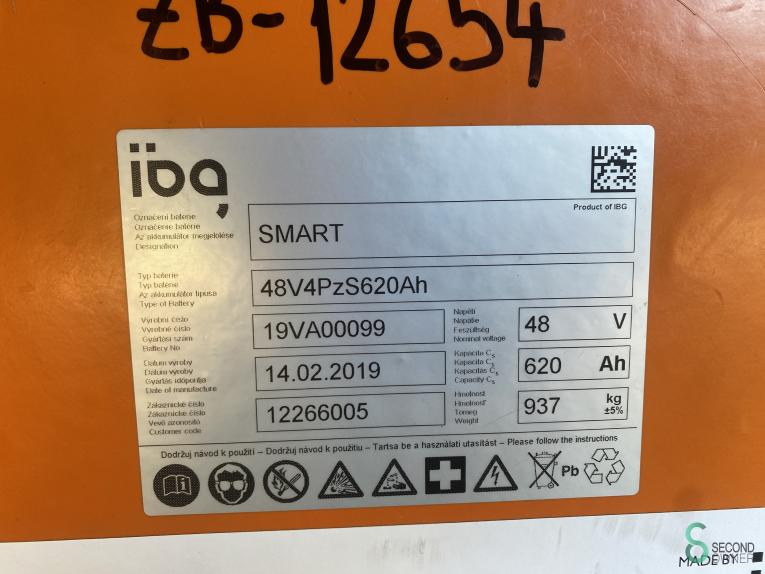 ZB-12654
ibg
Product of IBG
Označení baterie
Označenie batérie
Az akkumulátor megjelölése
Designation
SMART
Typ baterie
Typ batérie
Az akkumulátor típusa
Type of Battery
48V4PzS620Ah
Výrobní číslo
Výrobné číslo
Gyártási szám
Battery No
19VA00099
Napětí
Napätie
Feszültség
Nominal voltage
48 V
Datum výroby
Dátum výroby
Gyártás időpontja
Date of manufacture
14.02.2019
Kapacita C5
Kapacita C5
Kapacitás C5
Capacity C5
620 Ah
Zákaznické číslo
Zákaznícke číslo
Vevő azonosító
Customer code
12266005
Hmotnost
Hmotnosť
Tömeg
Weight
937 kg ±5%
Dodržuj návod k použití – Dodržuj návod k použitiu – Tartsa be a használati utasítást – Please follow the instructions
Pb
SECOND
MADE BY